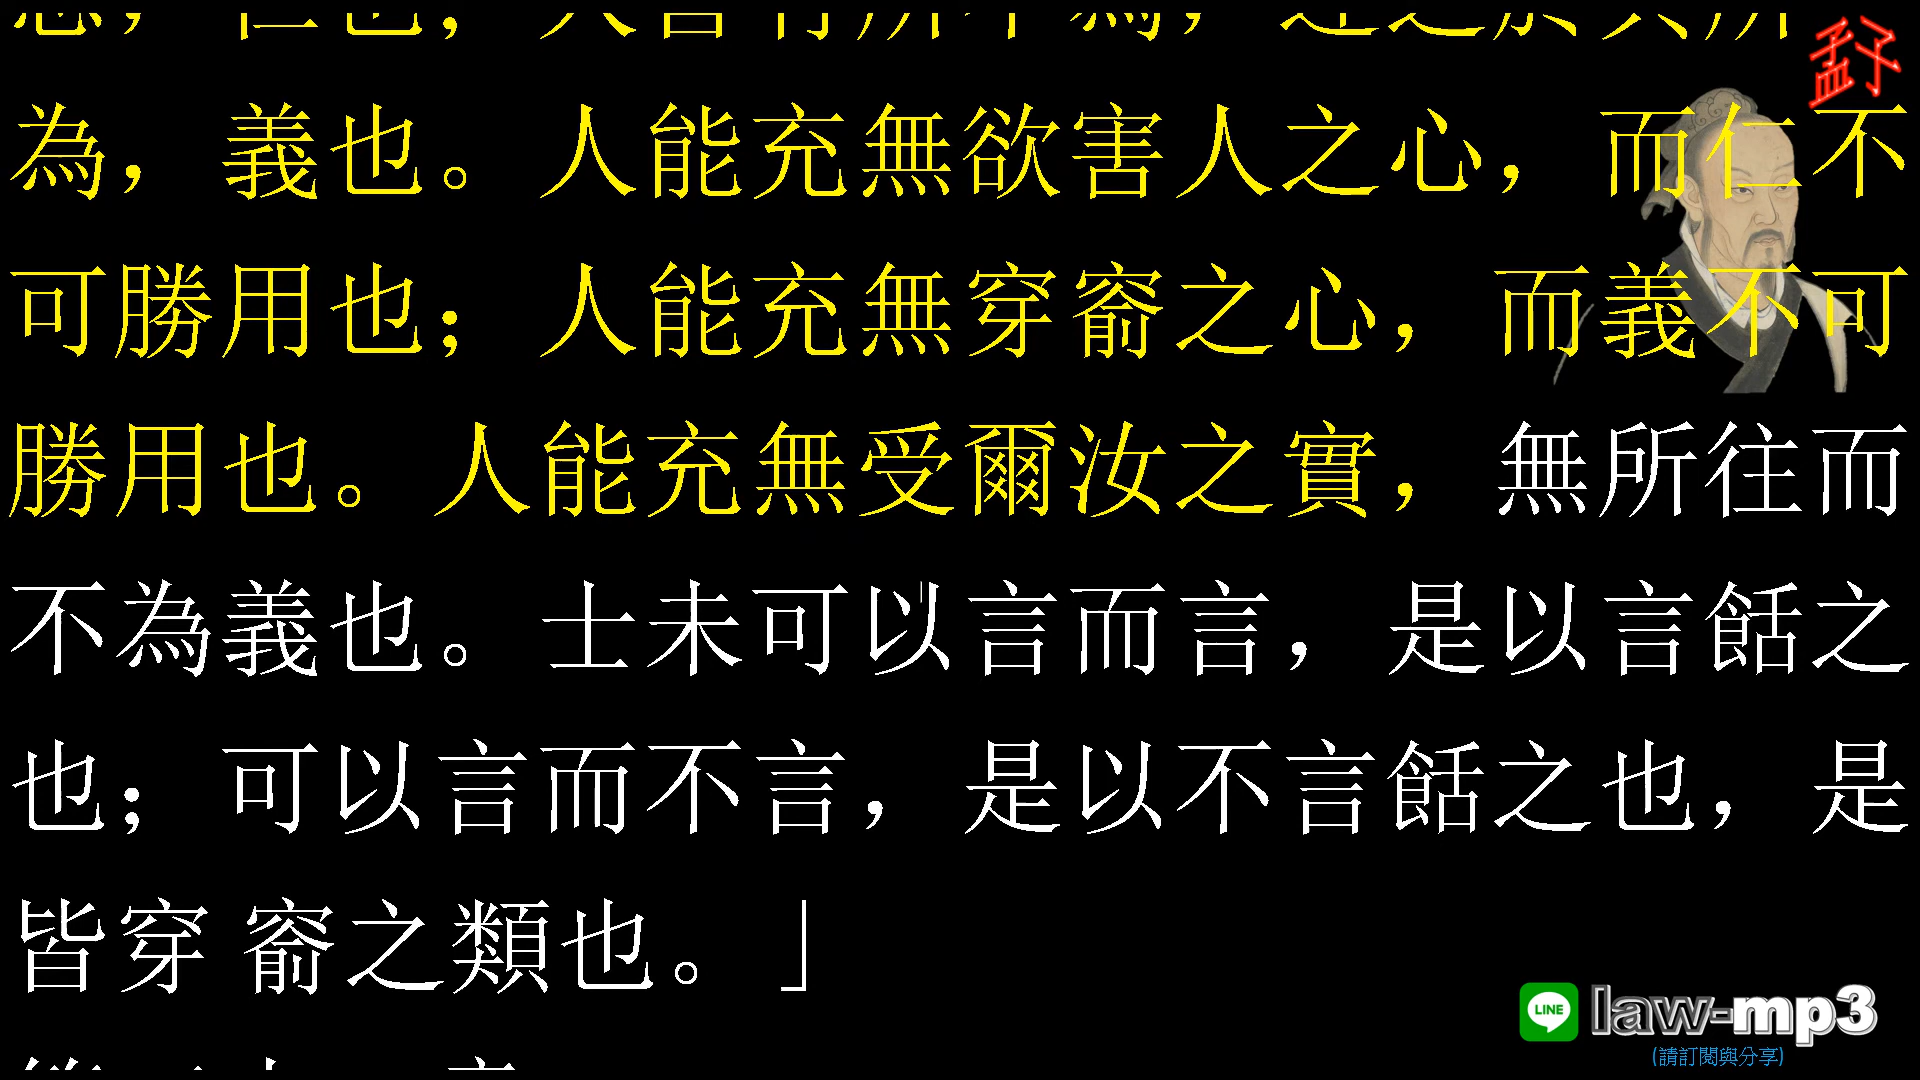 孟子
為，義也。人能充無欲害人之心，而仁不
可勝用也；人能充無穿窬之心，而義不可
勝用也。人能充無受爾汝之實，無所往而
不為義也。士未可以言而言，是以言餂之
也；可以言而不言，是以不言餂之也，是
皆穿 窬之類也。」
LINE law-mp3
(請訂閱與分享)